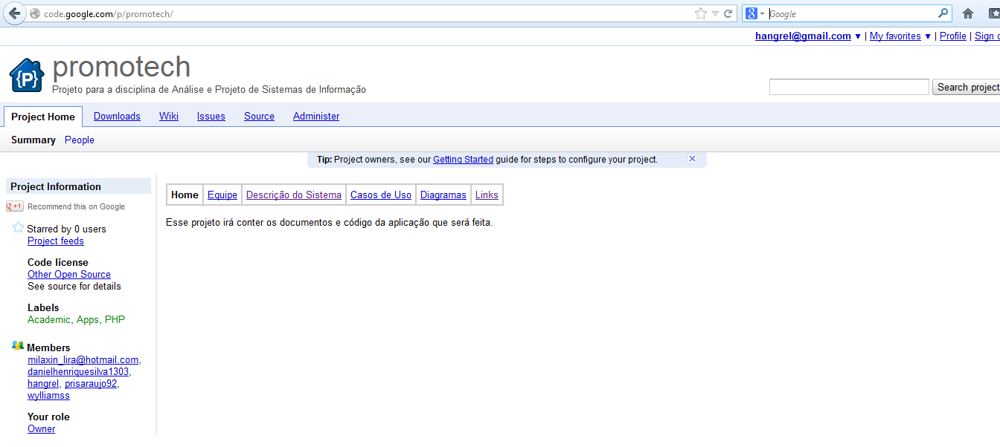 code.google.com/p/promotech/
Google
hangrel@gmail.com ▼ | My favorites ▼ | Profile | Sign
{P}
promotech
Projeto para a disciplina de Análise e Projeto de Sistemas de Informação
Search project
Project Home Downloads Wiki Issues Source Administer
Summary People
Tip: Project owners, see our Getting Started guide for steps to configure your project.
Project Information
+1 Recommend this on Google
Starred by 0 users
Project feeds
Code license
Other Open Source
See source for details
Labels
Academic, Apps, PHP
Members
milaxin_lira@hotmail.com,
danielhenriquesilva1303,
hangrel, prisaraujo92,
wylliamss
Your role
Owner
Home Equipe Descrição do Sistema Casos de Uso Diagramas Links
Esse projeto irá conter os documentos e código da aplicação que será feita.